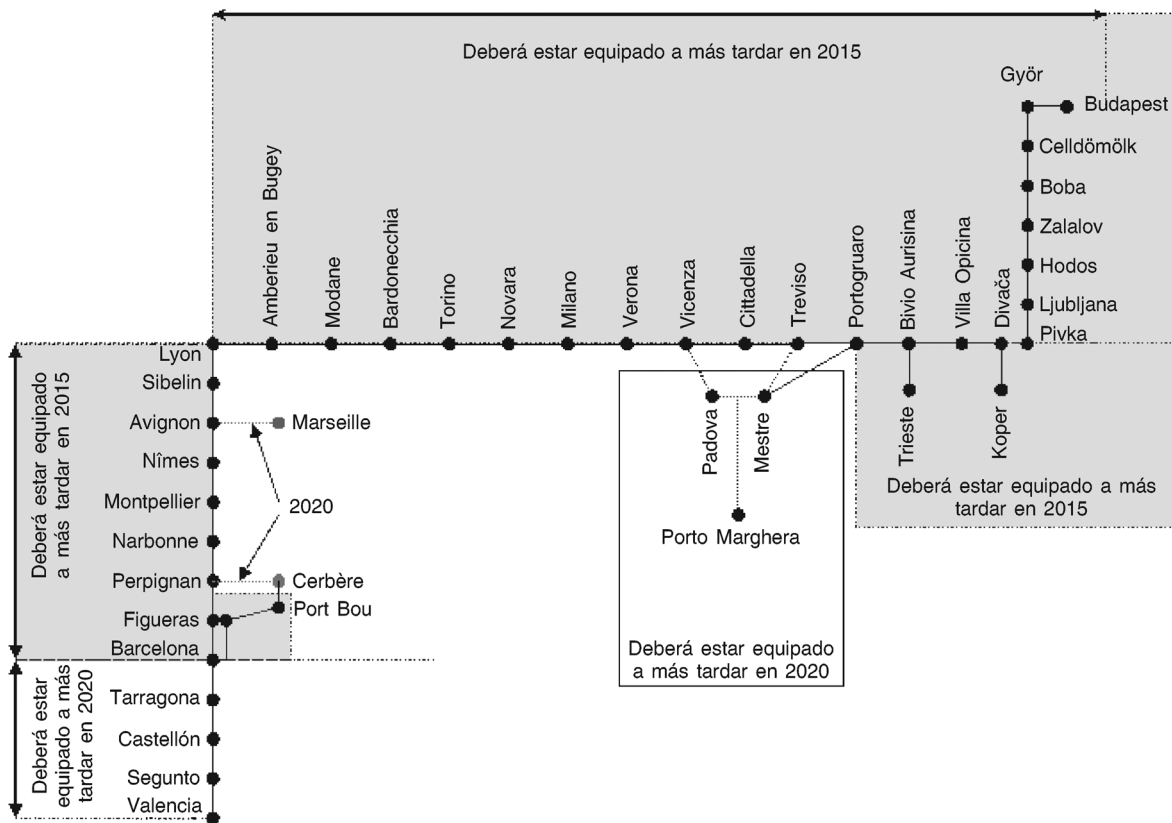 Deberá estar equipado a más tardar en 2015
Györ
Budapest
Celldömölk
Boba
Zalalov
Hodos
Ljubljana
Pivka
Amberieu en Bugey
Modane
Bardonecchia
Torino
Novara
Milano
Verona
Vicenza
Cittadella
Treviso
Portogruaro
Bivio Aurisina
Villa Opicina
Divača
Lyon
Sibelin
Avignon
Marseille
Nîmes
Montpellier
2020
Narbonne
Perpignan
Cerbère
Port Bou
Figueras
Barcelona
Deberá estar equipado
a más tardar en 2015
Tarragona
Castellón
Segunto
Valencia
Deberá estar
equipado a más
tardar en 2020
Padova
Mestre
Porto Marghera
Deberá estar equipado
a más tardar en 2020
Trieste
Koper
Deberá estar equipado a más
tardar en 2015